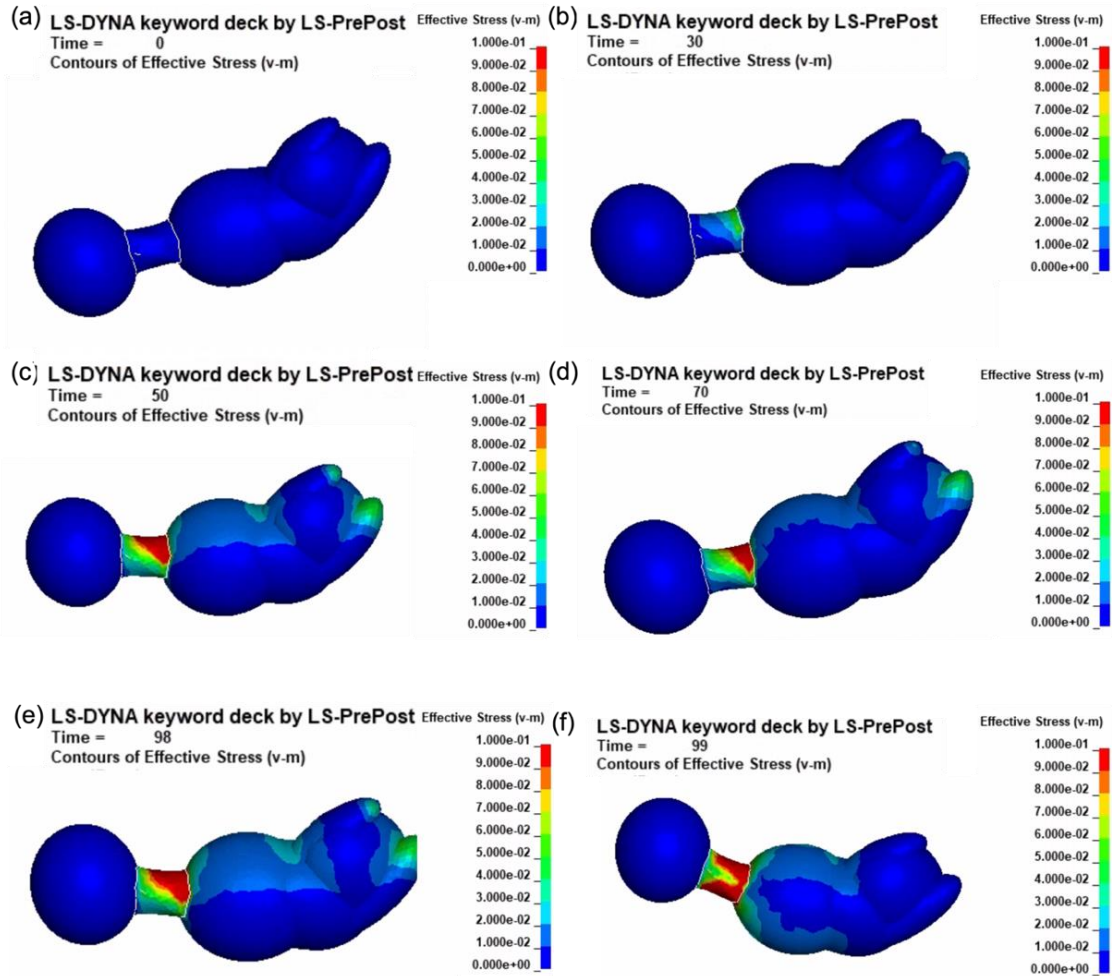 (a) LS-DYNA keyword deck by LS-PrePost
Time = 0
Contours of Effective Stress (v-m)
Effective Stress (v-m)
1.000e-01
9.000e-02
8.000e-02
7.000e-02
6.000e-02
5.000e-02
4.000e-02
3.000e-02
2.000e-02
1.000e-02
0.000e+00
(b) LS-DYNA keyword deck by LS-PrePost
Time = 30
Contours of Effective Stress (v-m)
Effective Stress (v-m)
1.000e-01
9.000e-02
8.000e-02
7.000e-02
6.000e-02
5.000e-02
4.000e-02
3.000e-02
2.000e-02
1.000e-02
0.000e+00
(c) LS-DYNA keyword deck by LS-PrePost
Time = 50
Contours of Effective Stress (v-m)
Effective Stress (v-m)
1.000e-01
9.000e-02
8.000e-02
7.000e-02
6.000e-02
5.000e-02
4.000e-02
3.000e-02
2.000e-02
1.000e-02
0.000e+00
(d) LS-DYNA keyword deck by LS-PrePost
Time = 70
Contours of Effective Stress (v-m)
Effective Stress (v-m)
1.000e-01
9.000e-02
8.000e-02
7.000e-02
6.000e-02
5.000e-02
4.000e-02
3.000e-02
2.000e-02
1.000e-02
0.000e+00
(e) LS-DYNA keyword deck by LS-PrePost
Time = 98
Contours of Effective Stress (v-m)
Effective Stress (v-m)
1.000e-01
9.000e-02
8.000e-02
7.000e-02
6.000e-02
5.000e-02
4.000e-02
3.000e-02
2.000e-02
1.000e-02
0.000e+00
(f) LS-DYNA keyword deck by LS-PrePost
Time = 99
Contours of Effective Stress (v-m)
Effective Stress (v-m)
1.000e-01
9.000e-02
8.000e-02
7.000e-02
6.000e-02
5.000e-02
4.000e-02
3.000e-02
2.000e-02
1.000e-02
0.000e+00